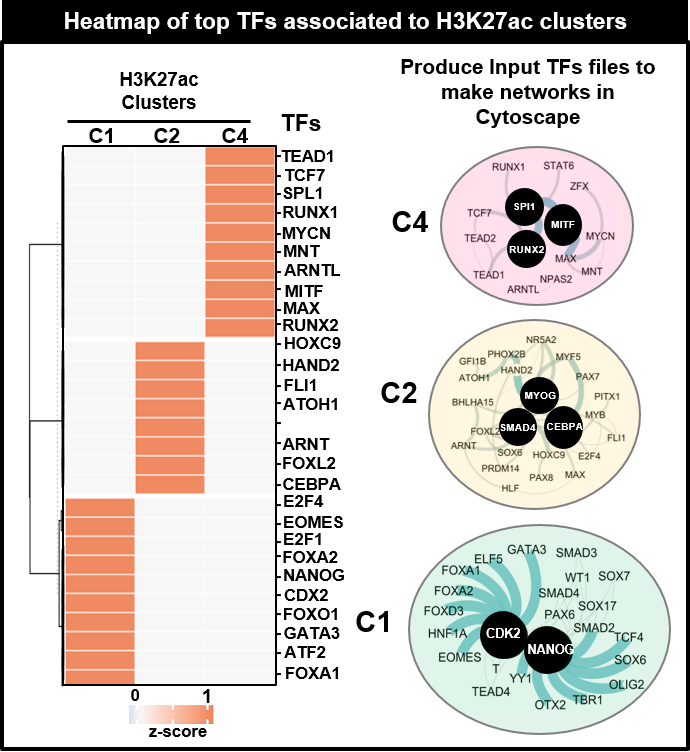 Heatmap of top TFs associated to H3K27ac clusters
H3K27ac
Clusters
C1 C2 C4
TFs
TEAD1
TCF7
SPL1
RUNX1
MYCN
MNT
ARNTL
MITF
MAX
RUNX2
HOXC9
HAND2
FLI1
ATOH1
-
ARNT
FOXL2
CEBPA
E2F4
EOMES
E2F1
FOXA2
NANOG
CDX2
FOXO1
GATA3
ATF2
FOXA1
0 1
z-score
Produce Input TFs files to
make networks in
Cytoscape
C4
RUNX1
STAT6
ZFX
SPI1
TCF7
MITF
MYCN
TEAD2
RUNX2
MAX
MNT
TEAD1
NPAS2
ARNTL
C2
NR5A2
PHOX2B
MYF5
GFI1B
HAND2
ATOH1
PAX7
MYOG
PITX1
BHLHA15
MYB
SMAD4
CEBPA
FOXL2
FLI1
ARNT
SOX6
HOXC9
E2F4
PRDM14
PAX8
MAX
HLF
C1
GATA3
SMAD3
ELF5
FOXA1
WT1
SOX7
FOXA2
SMAD4
SOX17
FOXD3
PAX6
SMAD2
HNF1A
CDK2
TCF4
NANOG
EOMES
SOX6
T
YY1
OLIG2
TEAD4
TBR1
OTX2